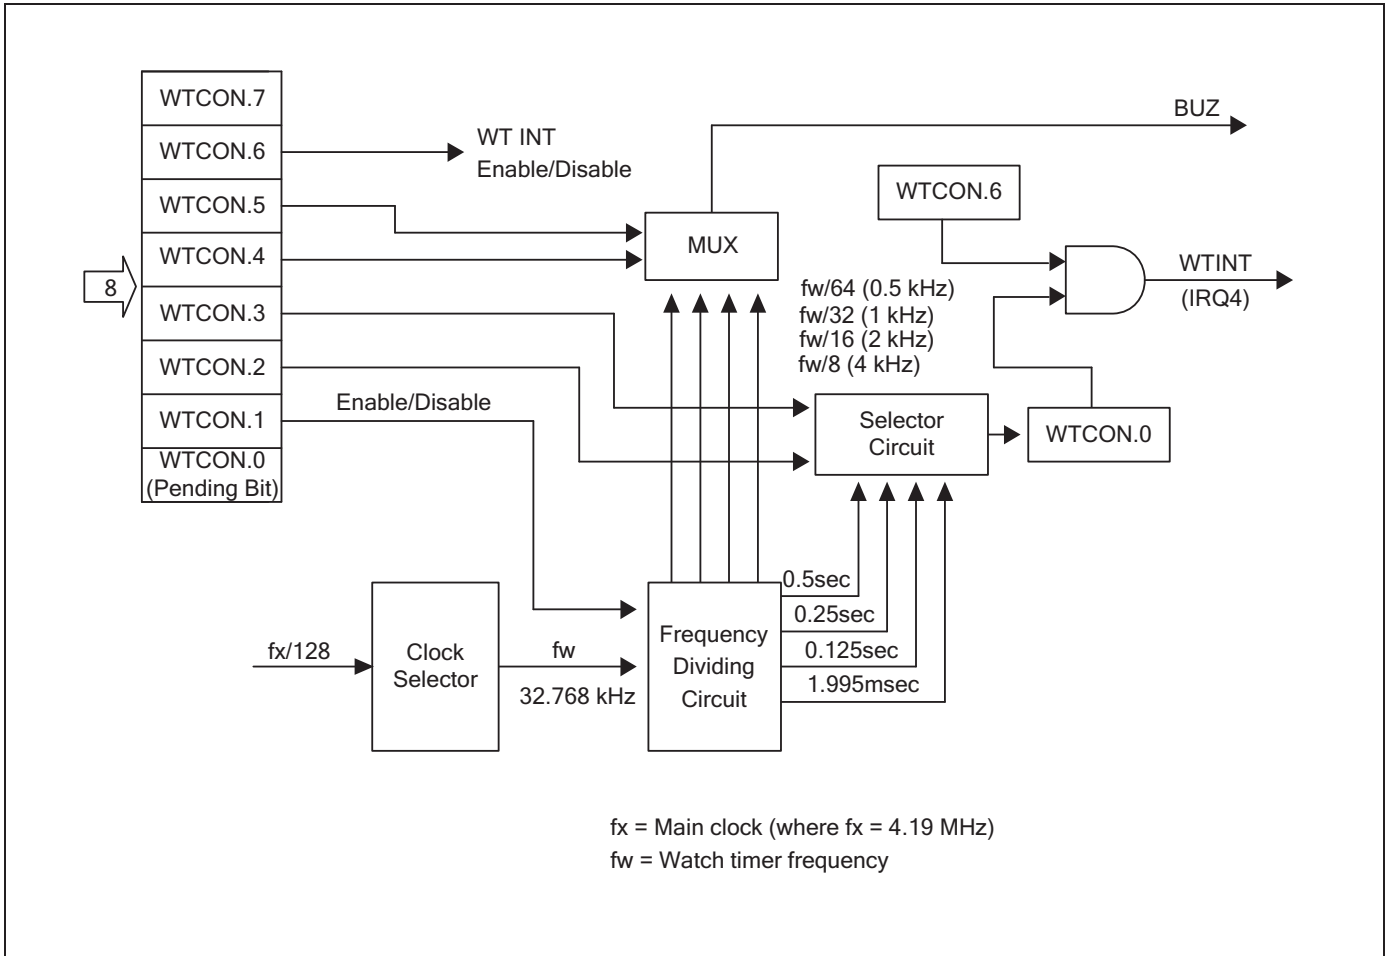 WTCON.7
WTCON.6
WTCON.5
WTCON.4
WTCON.3
WTCON.2
WTCON.1
WTCON.0
(Pending Bit)
8
WT INT
Enable/Disable
Enable/Disable
BUZ
MUX
WTCON.6
WTINT
(IRQ4)
fw/64 (0.5 kHz)
fw/32 (1 kHz)
fw/16 (2 kHz)
fw/8 (4 kHz)
Selector
Circuit
WTCON.0
fx/128
Clock
Selector
fw
32.768 kHz
Frequency
Dividing
Circuit
0.5sec
0.25sec
0.125sec
1.995msec
fx = Main clock (where fx = 4.19 MHz)
fw = Watch timer frequency